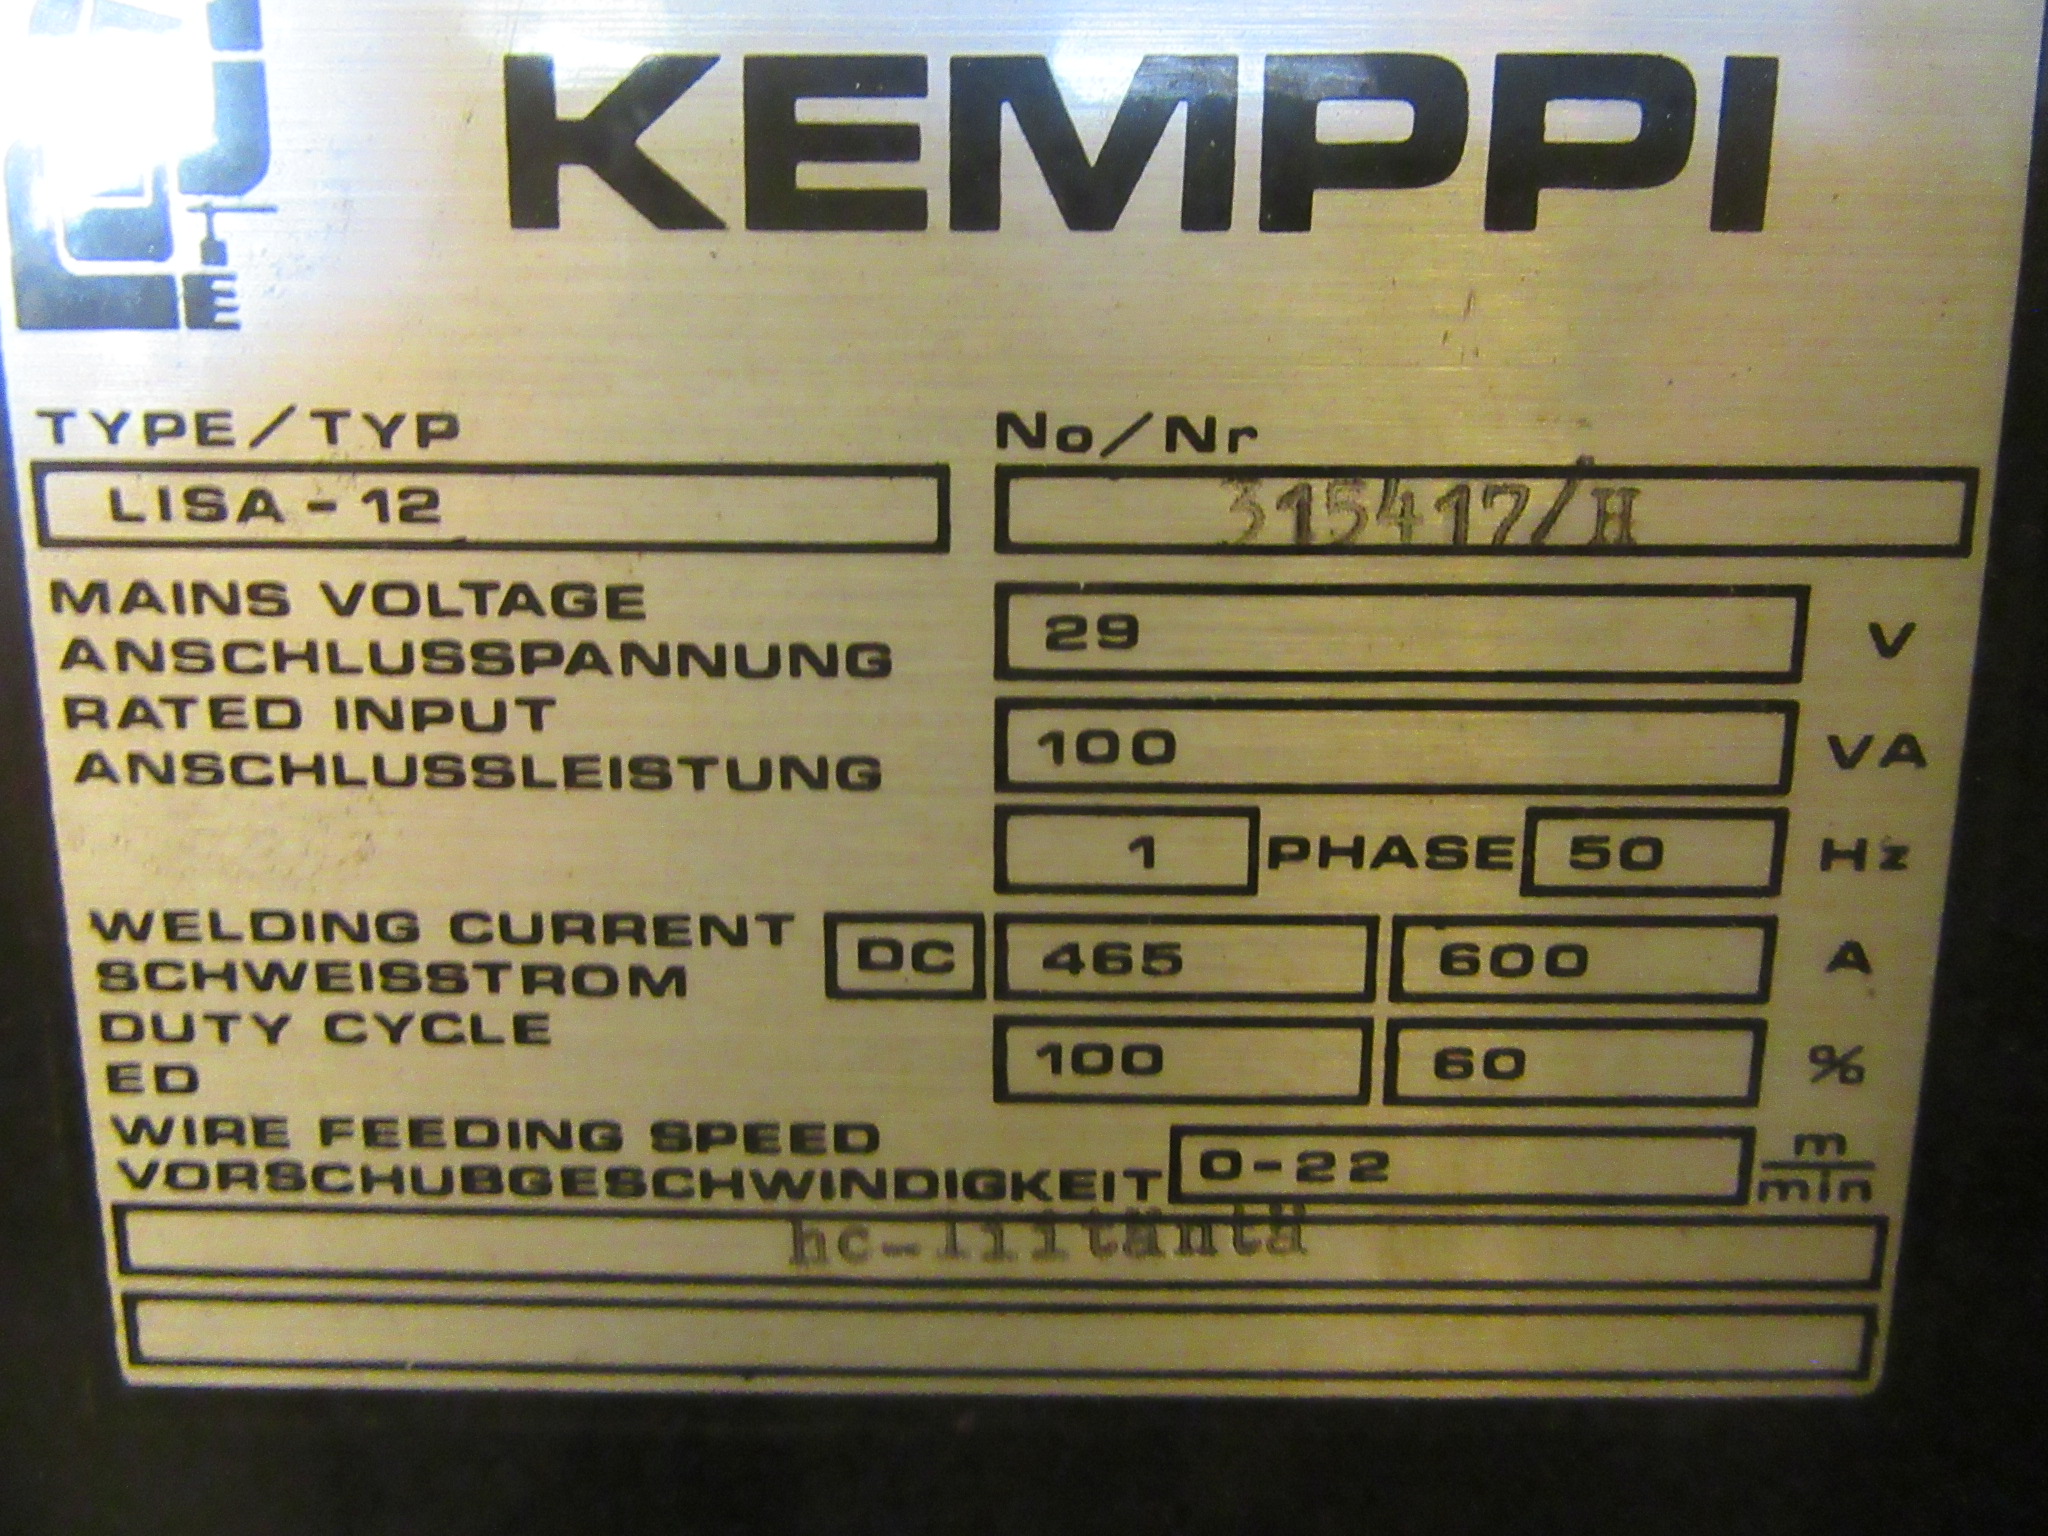 KEMPPI
TYPE/TYP No/Nr
LISA-12 315417/H
MAINS VOLTAGE
ANSCHLUSSPANNUNG 29 V
RATED INPUT
ANSCHLUSSLEISTUNG 100 VA
1 PHASE 50 Hz
WELDING CURRENT
SCHWEISSTROM DC 465 600 A
DUTY CYCLE
ED 100 60 %
WIRE FEEDING SPEED
VORSCHUBGESCHWINDIGKEIT 0-22 m/min
hc-liitäntä